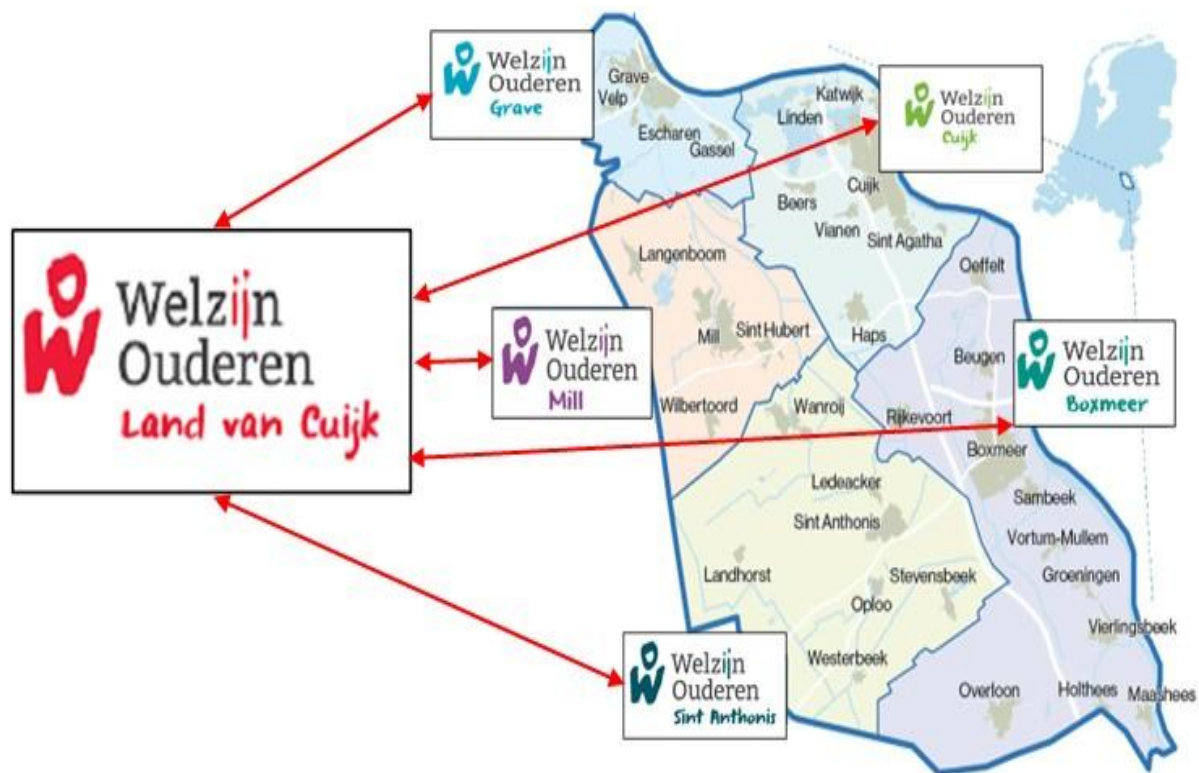 Welzijn
Ouderen
Grave
Welzijn
Ouderen
Cuijk
Welzijn
Ouderen
Land van Cuijk
Welzijn
Ouderen
Mill
Welzijn
Ouderen
Boxmeer
Welzijn
Ouderen
Sint Anthonis
Grave
Velp
Escharen
Gassel
Katwijk
Linden
Cuijk
Beers
Vianen
Sint Agatha
Oeffelt
Langenboom
Mill
Sint Hubert
Haps
Beugen
Wilbertoord
Wanroij
Rijkevoort
Boxmeer
Ledeacker
Sambeek
Sint Anthonis
Vortum-Mullem
Landhorst
Stevensbeek
Groeningen
Oploo
Vierlingsbeek
Westerbeek
Overloon
Holthees
Maashees